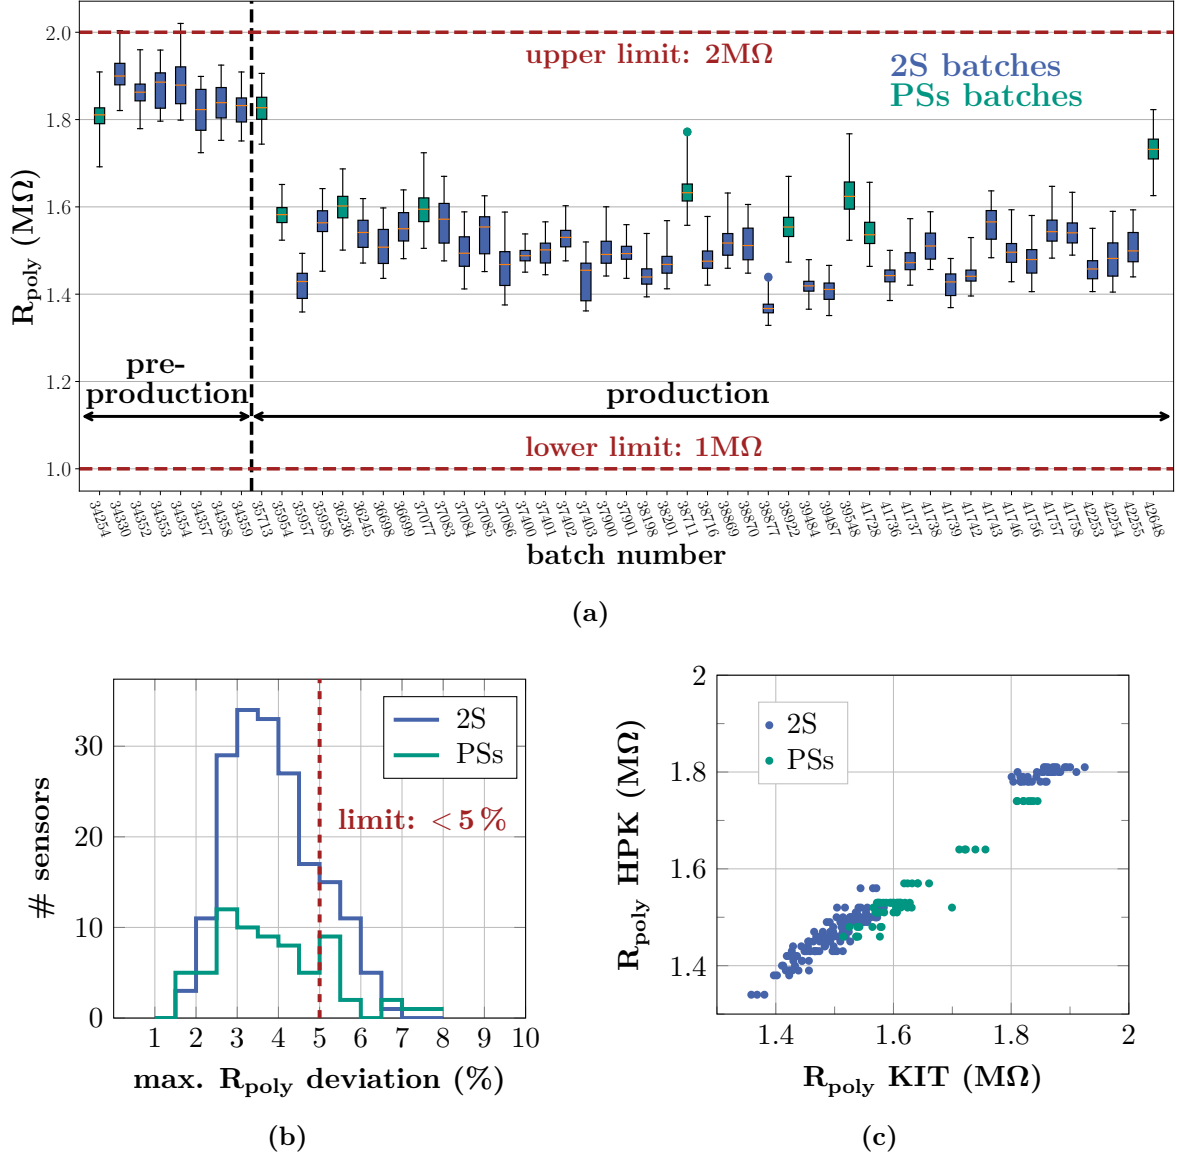 2.0
1.8
1.6
1.4
1.2
1.0
R_poly (MΩ)
upper limit: 2MΩ
2S batches
PSs batches
pre-
production
production
lower limit: 1MΩ
34254 34330 34352 34353 34354 34357 34358 34359 35713 35954 35957 35958 36236 36245 36698 36699 37077 37083 37084 37085 37086 37400 37401 37402 37403 37900 37901 38198 38201 38711 38716 38869 38870 38877 38922 39484 39487 39548 41728 41736 41737 41738 41739 41742 41743 41746 41756 41757 41758 42253 42254 42255 42648
batch number
(a)
# sensors
30
20
10
0
2S
PSs
limit: < 5 %
1 2 3 4 5 6 7 8 9 10
max. R_poly deviation (%)
(b)
R_poly HPK (MΩ)
2
1.8
1.6
1.4
2S
PSs
1.4 1.6 1.8 2
R_poly KIT (MΩ)
(c)